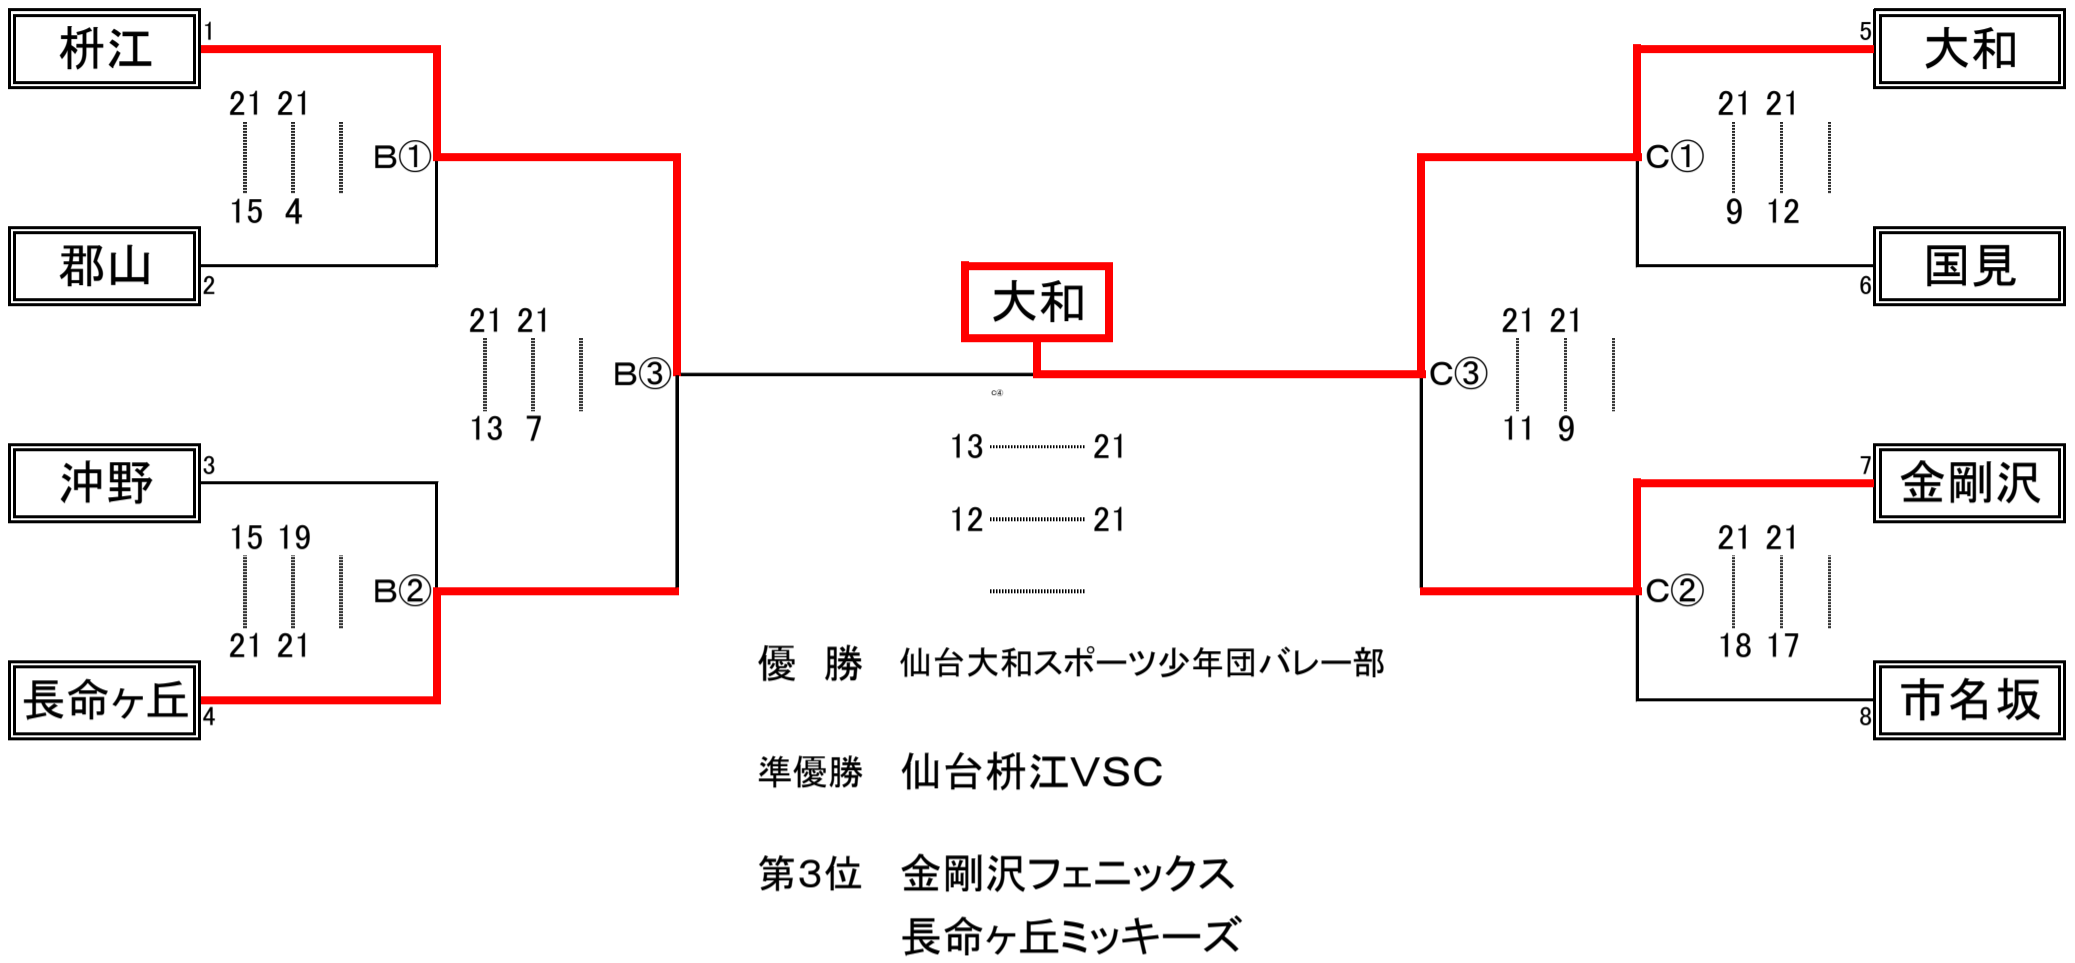 枡江 1
5 大和
21 21
21 21
B①
C①
15 4
9 12
郡山 2
6 国見
大和
21 21
21 21
B③
C③
C④
13 7
11 9
13 21
沖野 3
7 金剛沢
12 21
15 19
21 21
B②
C②
21 21
18 17
長命ヶ丘 4
8 市名坂
優 勝 仙台大和スポーツ少年団バレー部
準優勝 仙台枡江VSC
第3位 金剛沢フェニックス
長命ヶ丘ミッキーズ